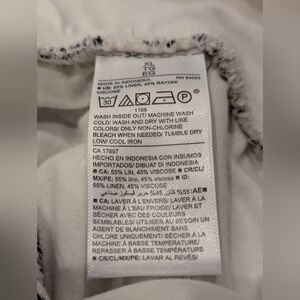 XL
TG
EG
MADE IN INDONESIA
■ US: 55% LINEN, 45% RAYON/
VISCOSE
30
P
1166
WASH INSIDE OUT/ MACHINE WASH
COLD/ WASH AND DRY WITH LIKE
COLORS/ ONLY NON-CHLORINE
BLEACH WHEN NEEDED/ TUMBLE DRY
LOW/ COOL IRON
CA 17897
HECHO EN INDONESIA CON INSUMOS
IMPORTADOS/ DIBUAT DI INDONESIA
■ CA: 55% LIN, 45% VISCOSE ■ CR/CL/
MX/PE: 55% lino, 45% viscosa ■ ID:
55% LINEN, 45% VISCOSE
■ CA: LAVER À L'ENVERS/ LAVER À LA
MACHINE À L'EAU FROIDE/ LAVER ET
SÉCHER AVEC DES COULEURS
SEMBLABLES/ UTILISER AU BESOIN UN
AGENT DE BLANCHIMENT SANS
CHLORE UNIQUEMENT/ SÉCHER À LA
MACHINE À BASSE TEMPÉRATURE/
REPASSER À BASSE TEMPÉRATURE
■ CR/CL/MX/PE: LAVAR AL REVÉS/